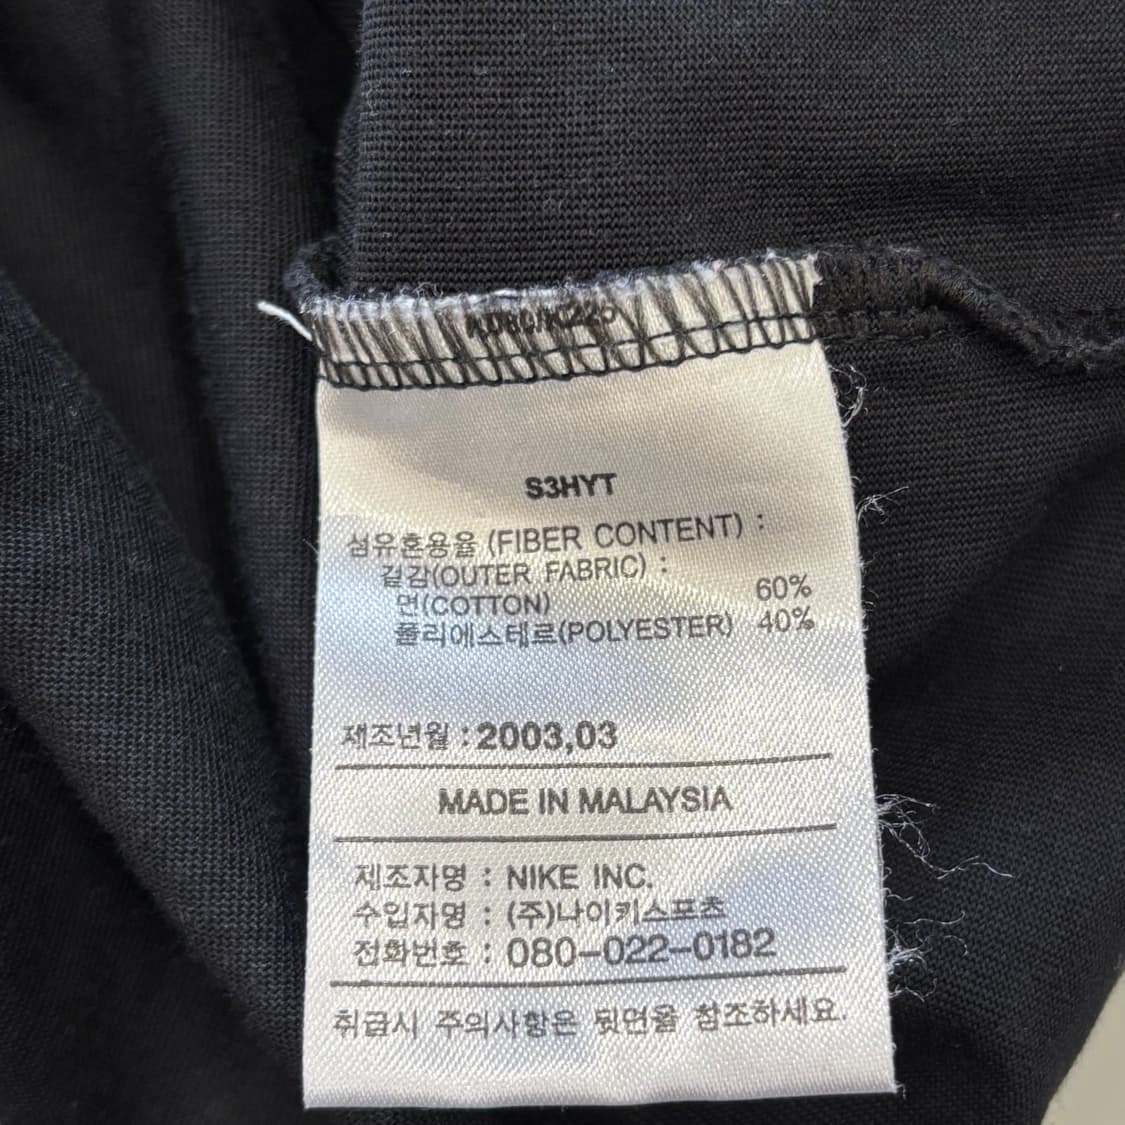 S3HYT
섬유혼용율 (FIBER CONTENT) :
겉감(OUTER FABRIC) :
면(COTTON) 60%
폴리에스테르(POLYESTER) 40%
제조년월 : 2003,03
MADE IN MALAYSIA
제조자명 : NIKE INC.
수입자명 : (주)나이키스포츠
전화번호 : 080-022-0182
취급시 주의사항은 뒷면을 참조하세요.